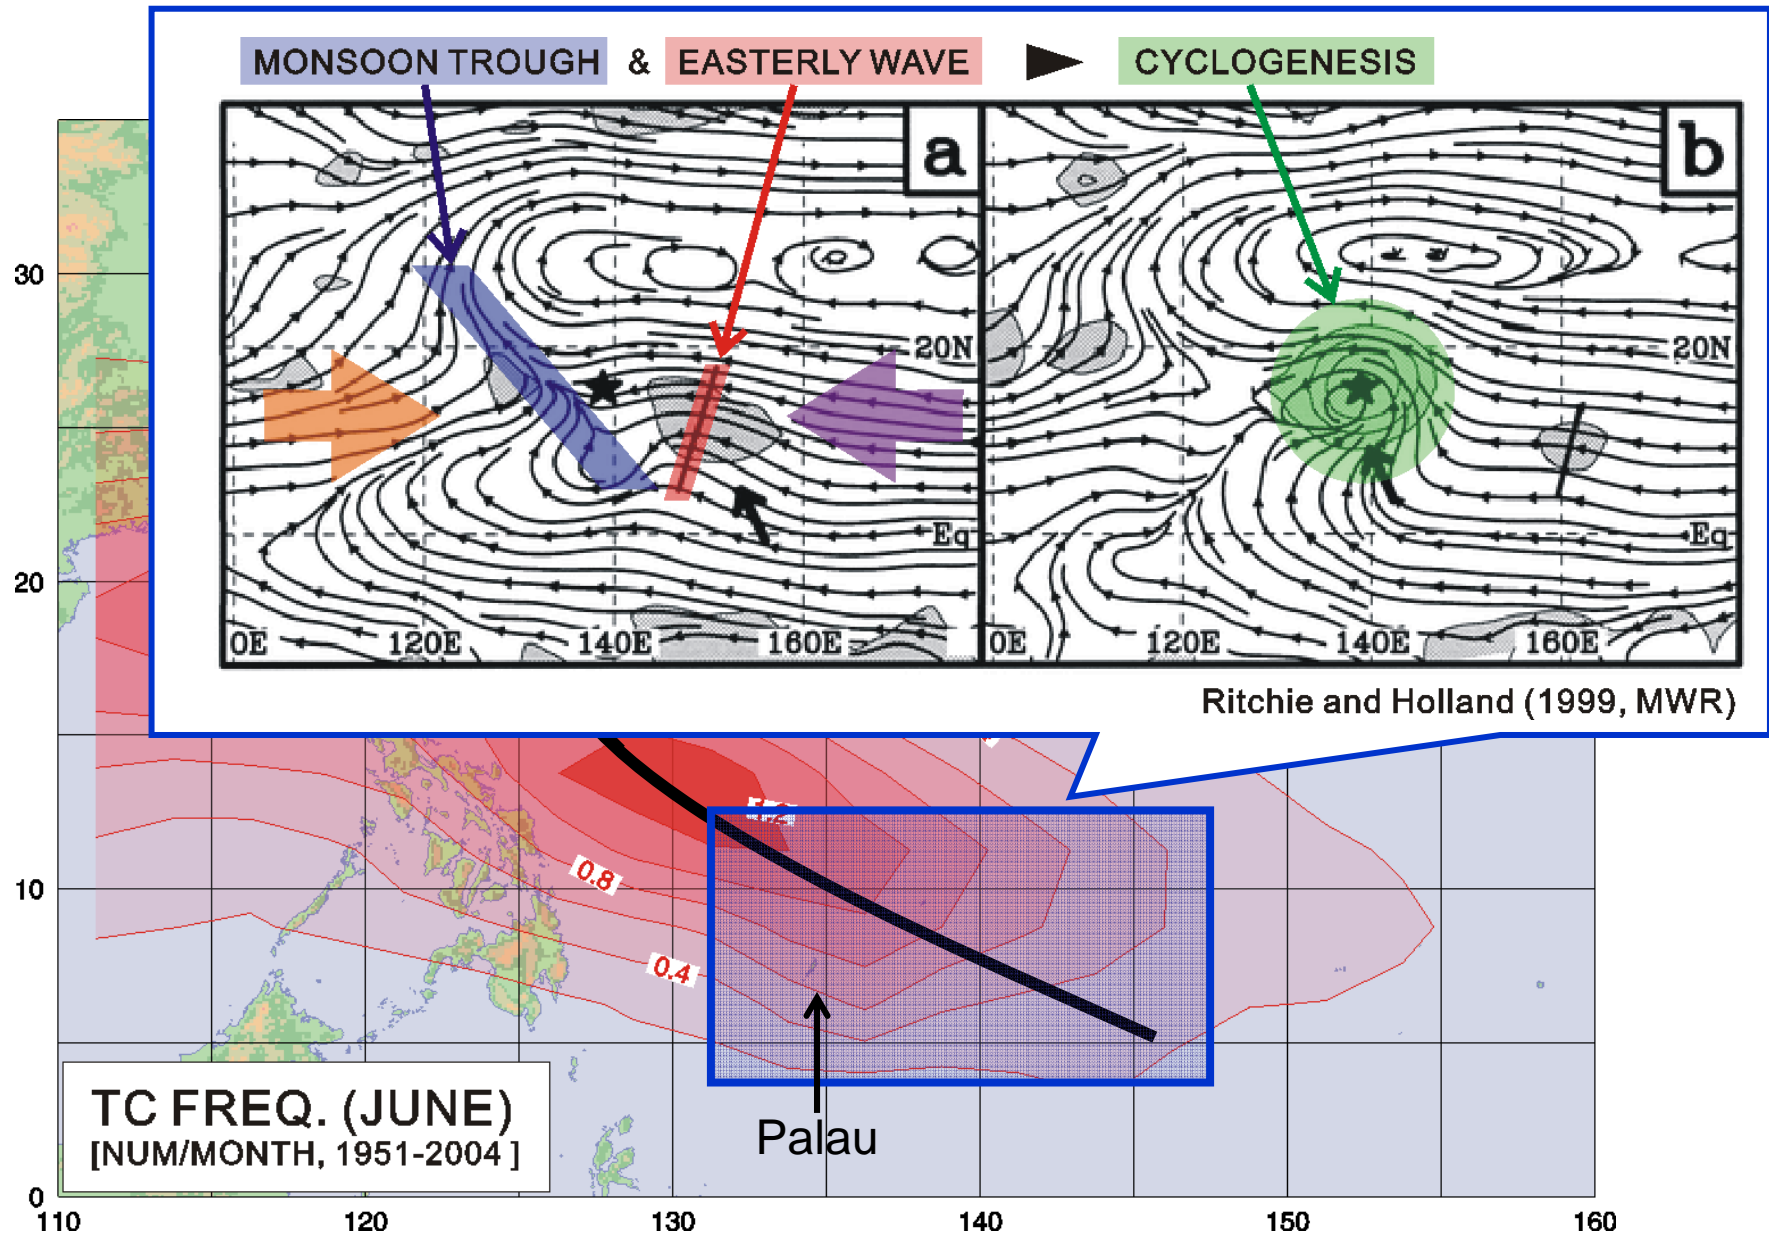 MONSOON TROUGH & EASTERLY WAVE ► CYCLOGENESIS
a
b
20N
20N
Eq
Eq
0E 120E 140E 160E
0E 120E 140E 160E
Ritchie and Holland (1999, MWR)
30
20
10
0
1.2
0.8
0.4
Palau
TC FREQ. (JUNE)
[NUM/MONTH, 1951-2004 ]
110 120 130 140 150 160